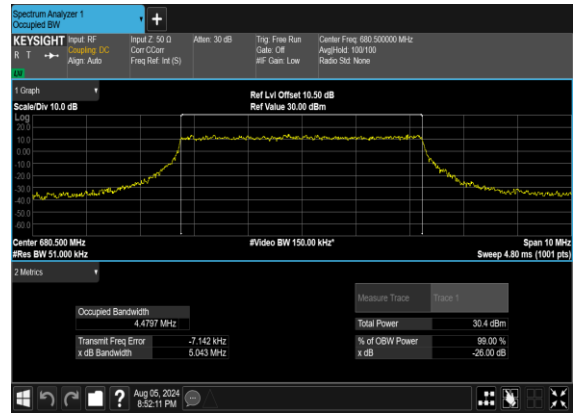 Spectrum Analyzer 1
Occupied BW
+
KEYSIGHT Input: RF Input Z: 50 Ω Atten: 30 dB Trig: Free Run Center Freq: 680.500000 MHz
R T Coupling: DC Corr CCorr Gate: Off Avg|Hold: 100/100
Align: Auto Freq Ref: Int (S) #IF Gain: Low Radio Std: None
1 Graph
Ref Lvl Offset 10.50 dB
Scale/Div 10.0 dB Ref Value 30.00 dBm
Log
20.0
10.0
0.00
-10.0
-20.0
-30.0
-40.0
-50.0
-60.0
Center 680.500 MHz #Video BW 150.00 kHz* Span 10 MHz
#Res BW 51.000 kHz Sweep 4.80 ms (1001 pts)
2 Metrics
Measure Trace Trace 1
Occupied Bandwidth
4.4797 MHz Total Power 30.4 dBm
Transmit Freq Error -7.142 kHz % of OBW Power 99.00 %
x dB Bandwidth 5.043 MHz x dB -26.00 dB
?
Aug 05, 2024
8:52:11 PM